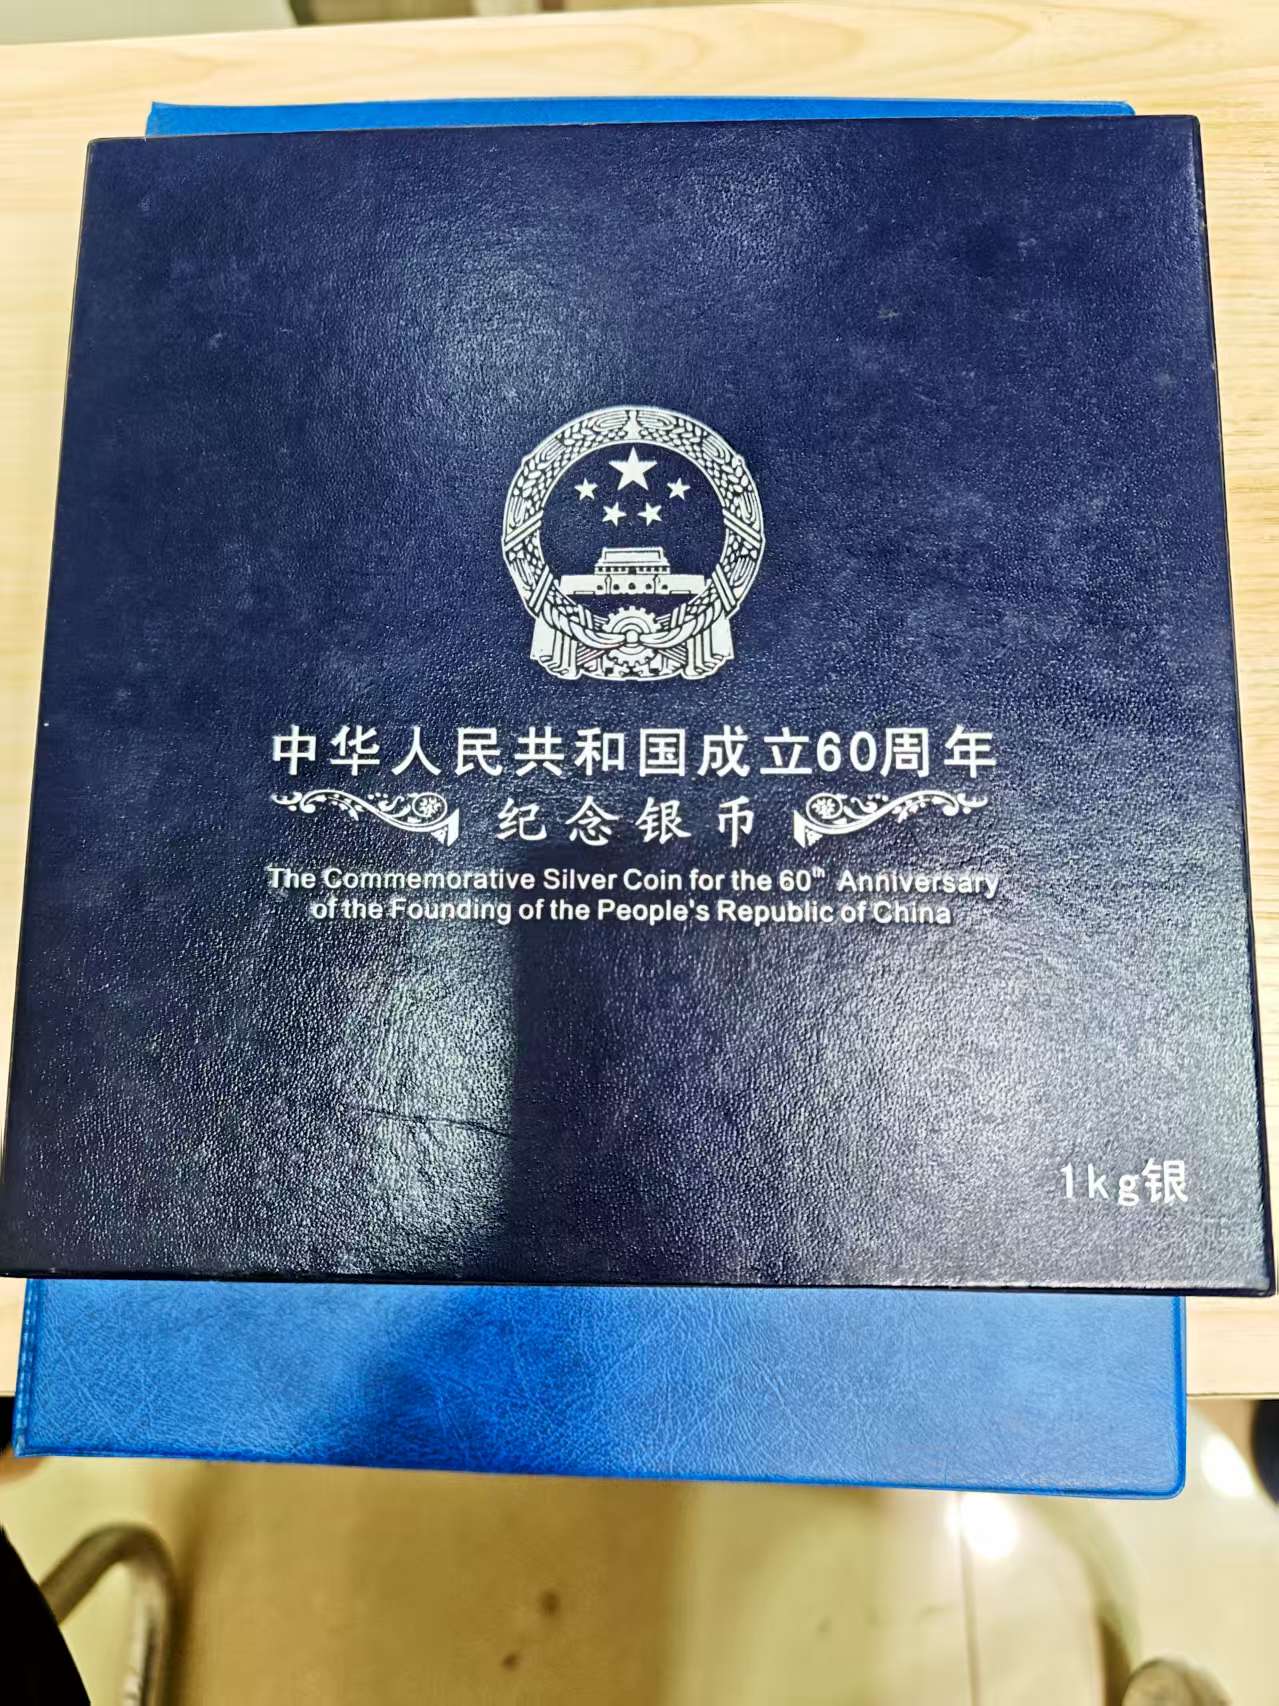 中华人民共和国成立60周年
纪念银币
The Commemorative Silver Coin for the 60th Anniversary
of the Founding of the People's Republic of China
1kg银